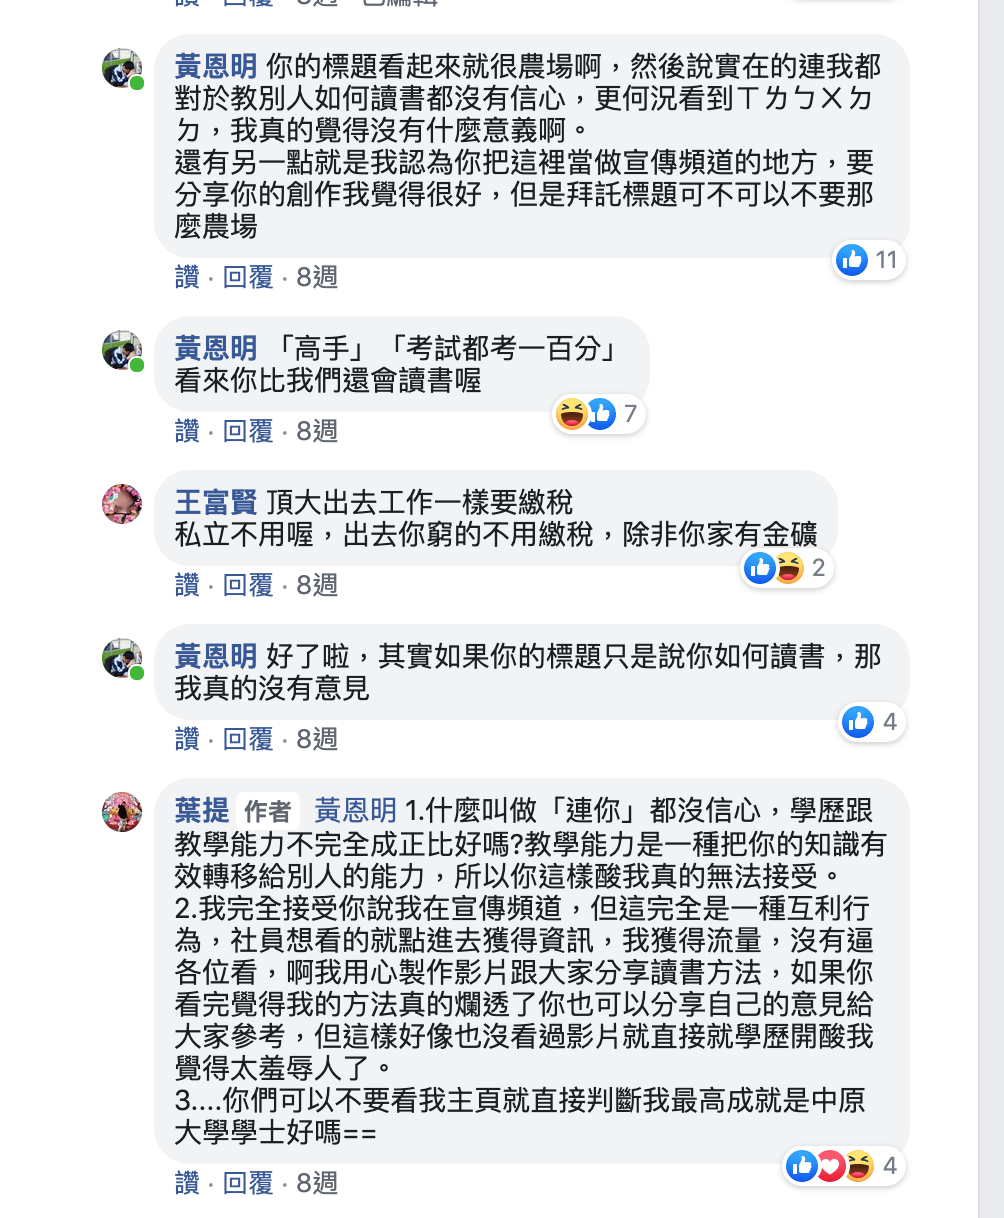 讚 · 回覆 · 8週 · 已編輯
黃恩明 你的標題看起來就很農場啊，然後說實在的連我都
對於教別人如何讀書都沒有信心，更何況看到ㄒㄌㄅㄨㄉ
ㄉ，我真的覺得沒有什麼意義啊。
還有另一點就是我認為你把這裡當做宣傳頻道的地方，要
分享你的創作我覺得很好，但是拜託標題可不可以不要那
麼農場
11
讚 · 回覆 · 8週
黃恩明 「高手」「考試都考一百分」
看來你比我們還會讀書喔
7
讚 · 回覆 · 8週
王富賢 頂大出去工作一樣要繳稅
私立不用喔，出去你窮的不用繳稅，除非你家有金礦
2
讚 · 回覆 · 8週
黃恩明 好了啦，其實如果你的標題只是說你如何讀書，那
我真的沒有意見
4
讚 · 回覆 · 8週
葉提 作者 黃恩明 1.什麼叫做「連你」都沒信心，學歷跟
教學能力不完全成正比好嗎?教學能力是一種把你的知識有
效轉移給別人的能力，所以你這樣酸我真的無法接受。
2.我完全接受你說我在宣傳頻道，但這完全是一種互利行
為，社員想看的就點進去獲得資訊，我獲得流量，沒有逼
各位看，啊我用心製作影片跟大家分享讀書方法，如果你
看完覺得我的方法真的爛透了你也可以分享自己的意見給
大家參考，但這樣好像也沒看過影片就直接就學歷開酸我
覺得太羞辱人了。
3....你們可以不要看我主頁就直接判斷我最高成就是中原
大學學士好嗎==
4
讚 · 回覆 · 8週